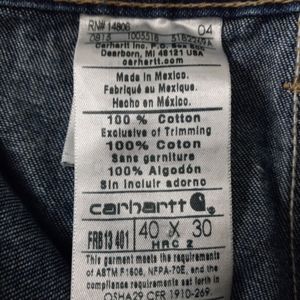 RN# 14806 04
Carhartt Inc. P.O. Box
Dearborn, MI 48121 USA
carhartt.com
Made in Mexico.
Fabriqué au Mexique.
Hecho en México.
100 % Cotton
Exclusive of Trimming
100% Coton
Sans garniture
100% Algodón
Sin incluir adorno
carhartt
FRB13 401 40 X 30
HRC 2
This garment meets the requirements
of ASTM F1506, NFPA-70E, and the
compliance requirements set forth in
OSHA29 CFR 1910-269.